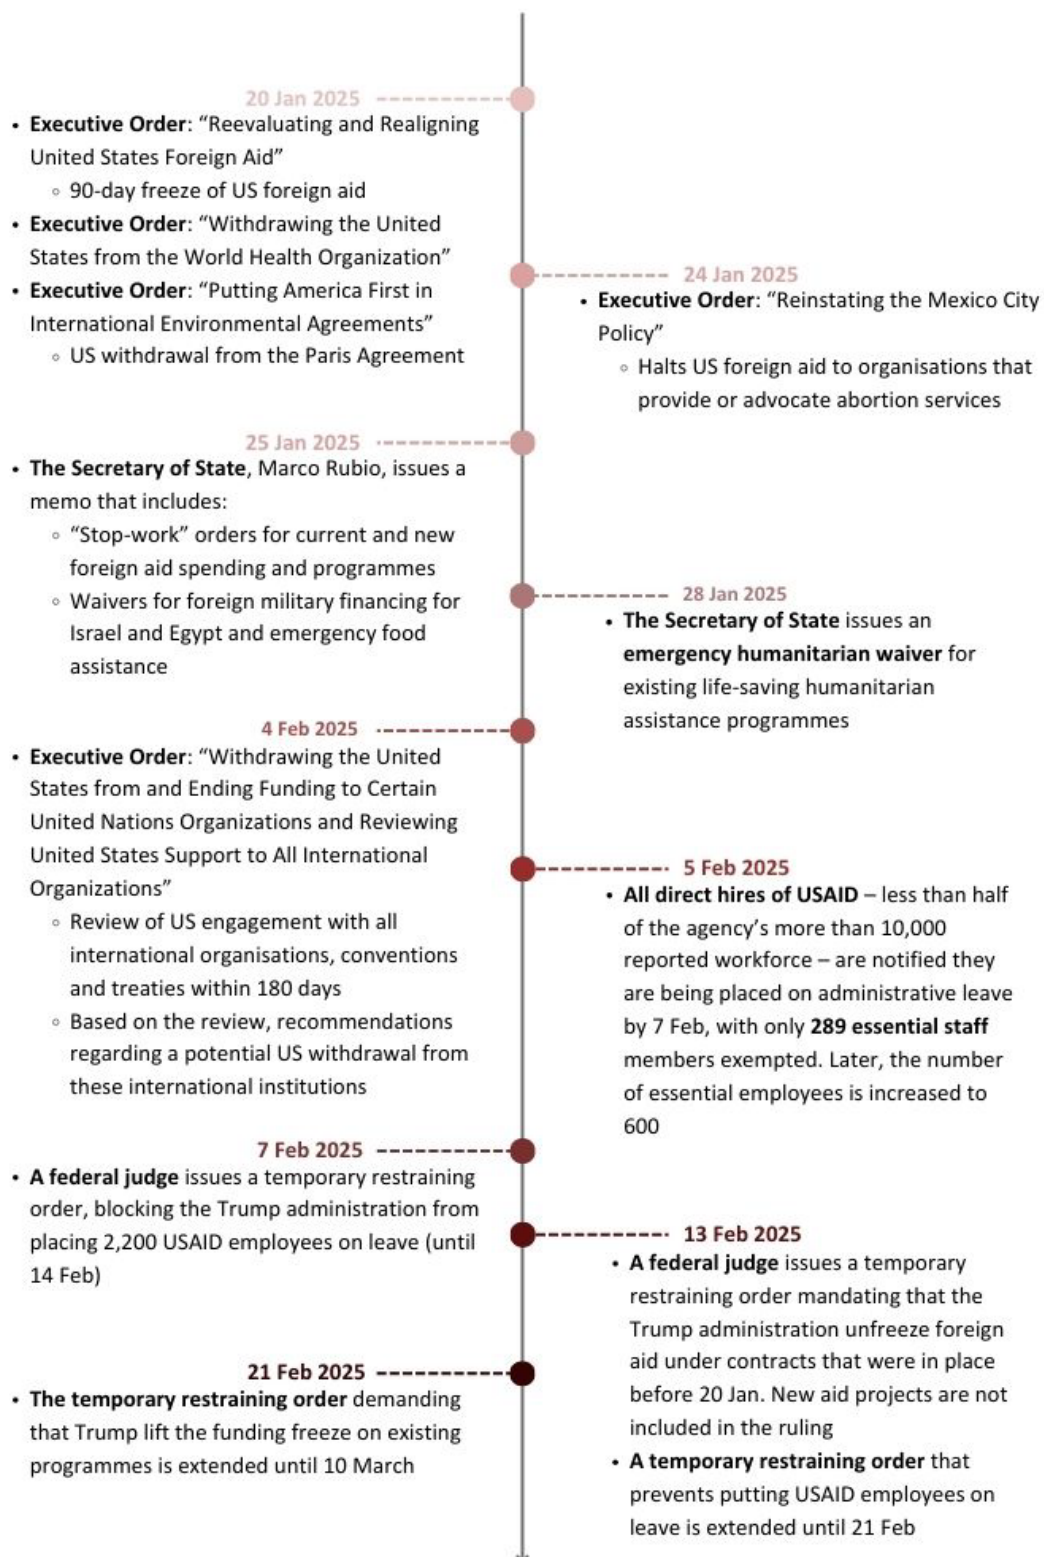 20 Jan 2025
• Executive Order: “Reevaluating and Realigning
United States Foreign Aid”
◦ 90-day freeze of US foreign aid
• Executive Order: “Withdrawing the United
States from the World Health Organization”
• Executive Order: “Putting America First in
International Environmental Agreements”
◦ US withdrawal from the Paris Agreement
24 Jan 2025
• Executive Order: “Reinstating the Mexico City
Policy”
◦ Halts US foreign aid to organisations that
provide or advocate abortion services
25 Jan 2025
• The Secretary of State, Marco Rubio, issues a
memo that includes:
◦ “Stop-work” orders for current and new
foreign aid spending and programmes
◦ Waivers for foreign military financing for
Israel and Egypt and emergency food
assistance
28 Jan 2025
• The Secretary of State issues an
emergency humanitarian waiver for
existing life-saving humanitarian
assistance programmes
4 Feb 2025
• Executive Order: “Withdrawing the United
States from and Ending Funding to Certain
United Nations Organizations and Reviewing
United States Support to All International
Organizations”
◦ Review of US engagement with all
international organisations, conventions
and treaties within 180 days
◦ Based on the review, recommendations
regarding a potential US withdrawal from
these international institutions
5 Feb 2025
• All direct hires of USAID – less than half
of the agency’s more than 10,000
reported workforce – are notified they
are being placed on administrative leave
by 7 Feb, with only 289 essential staff
members exempted. Later, the number
of essential employees is increased to
600
7 Feb 2025
• A federal judge issues a temporary restraining
order, blocking the Trump administration from
placing 2,200 USAID employees on leave (until
14 Feb)
13 Feb 2025
• A federal judge issues a temporary
restraining order mandating that the
Trump administration unfreeze foreign
aid under contracts that were in place
before 20 Jan. New aid projects are not
included in the ruling
• A temporary restraining order that
prevents putting USAID employees on
leave is extended until 21 Feb
21 Feb 2025
• The temporary restraining order demanding
that Trump lift the funding freeze on existing
programmes is extended until 10 March